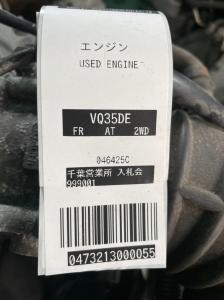 エンジン
USED ENGINE
VQ35DE
FR AT 2WD
046425C
千葉営業所 入札会
999001
0473213000055